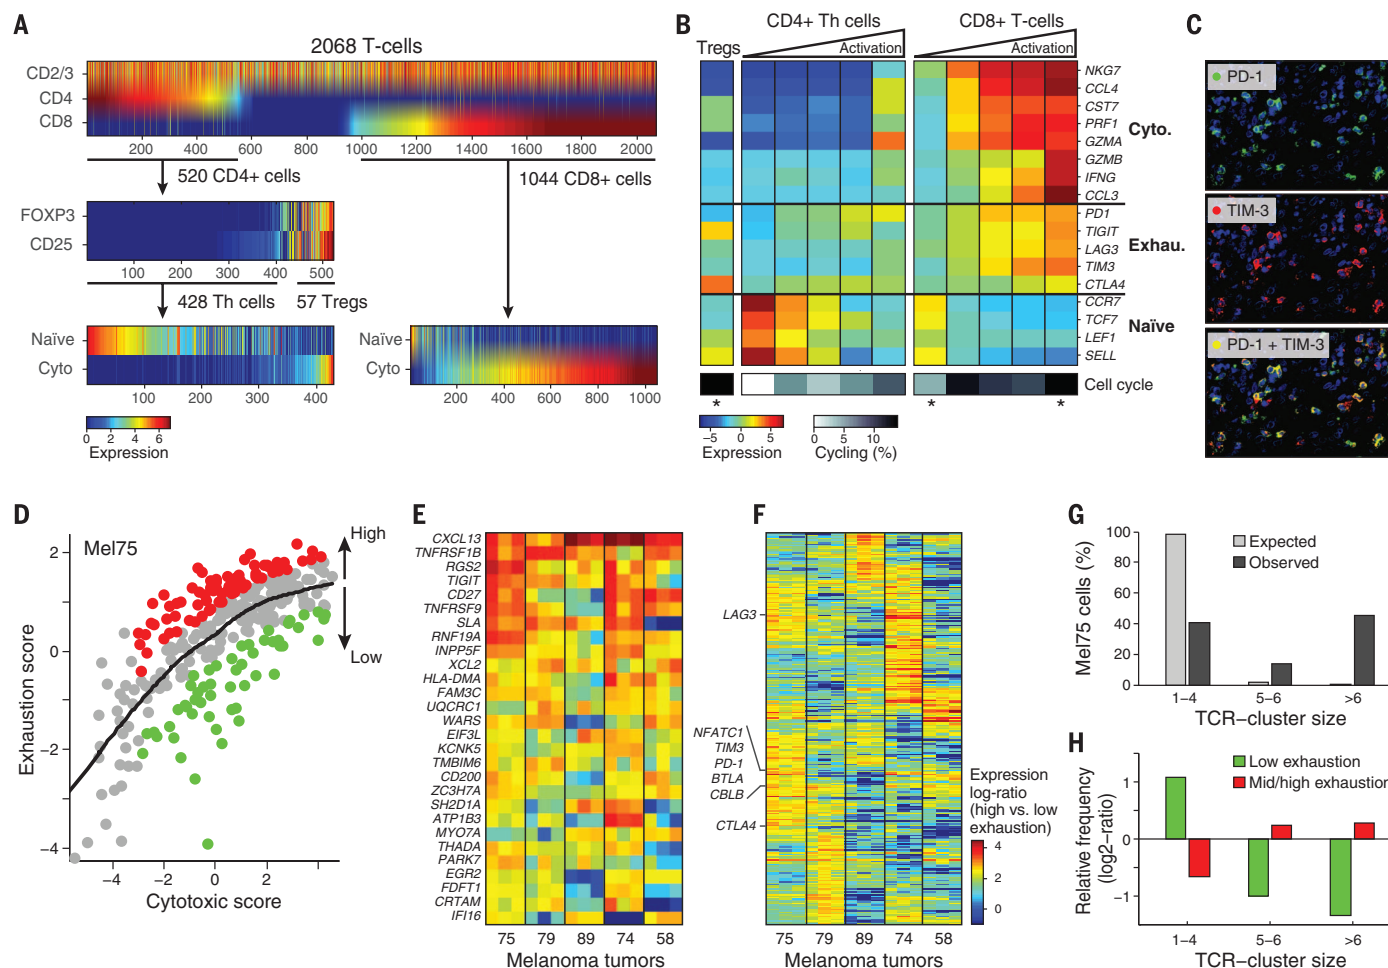 A
2068 T-cells
CD2/3
CD4
CD8
200 400 600 800 1000 1200 1400 1600 1800 2000
520 CD4+ cells
1044 CD8+ cells
FOXP3
CD25
100 200 300 400 500
428 Th cells
57 Tregs
Naïve
Cyto
100 200 300 400
Naïve
Cyto
200 400 600 800 1000
0 2 4 6
Expression
B
CD4+ Th cells
CD8+ T-cells
Tregs
Activation
Activation
NKG7
CCL4
CST7
PRF1
GZMA
GZMB
IFNG
CCL3
Cyto.
PD1
TIGIT
LAG3
TIM3
CTLA4
Exhau.
CCR7
TCF7
LEF1
SELL
Naïve
Cell cycle
* * *
−5 0 5
Expression
0 5 10
Cycling (%)
C
PD-1
TIM-3
PD-1 + TIM-3
D
Mel75
High
Low
Exhaustion score
2
0
−2
−4
−4 −2 0 2
Cytotoxic score
E
CXCL13
TNFRSF1B
RGS2
TIGIT
CD27
TNFRSF9
SLA
RNF19A
INPP5F
XCL2
HLA-DMA
FAM3C
UQCRC1
WARS
EIF3L
KCNK5
TMBIM6
CD200
ZC3H7A
SH2D1A
ATP1B3
MYO7A
THADA
PARK7
EGR2
FDFT1
CRTAM
IFI16
75 79 89 74 58
Melanoma tumors
F
LAG3
NFATC1
TIM3
PD-1
BTLA
CBLB
CTLA4
75 79 89 74 58
Melanoma tumors
Expression
log-ratio
(high vs. low
exhaustion)
4
2
0
G
Mel75 cells (%)
100
80
60
40
20
0
Expected
Observed
1−4 5−6 >6
TCR−cluster size
H
Relative frequency
(log2−ratio)
1
0
−1
Low exhaustion
Mid/high exhaustion
1−4 5−6 >6
TCR−cluster size